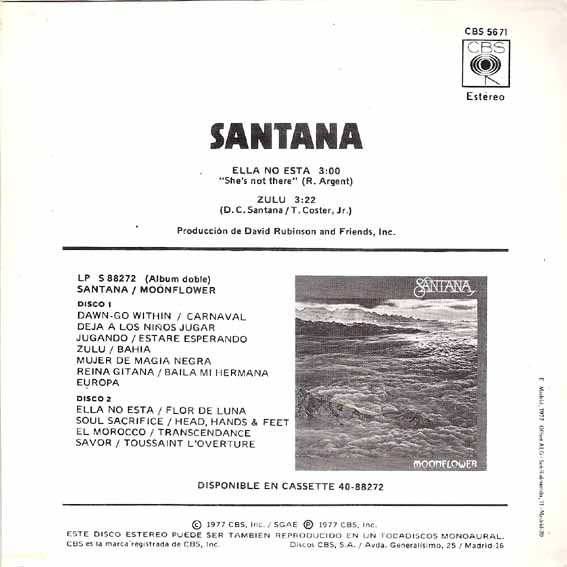 CBS 5671
CBS
Estéreo
SANTANA
ELLA NO ESTA 3:00
"She's not there" (R. Argent)
ZULU 3:22
(D.C. Santana / T. Coster, Jr.)
Producción de David Rubinson and Friends, Inc.
LP S 88272 (Album doble)
SANTANA / MOONFLOWER
DISCO 1
DAWN-GO WITHIN / CARNAVAL
DEJA A LOS NIÑOS JUGAR
JUGANDO / ESTARE ESPERANDO
ZULU / BAHIA
MUJER DE MAGIA NEGRA
REINA GITANA / BAILA MI HERMANA
EUROPA
DISCO 2
ELLA NO ESTA / FLOR DE LUNA
SOUL SACRIFICE / HEAD, HANDS & FEET
EL MOROCCO / TRANSCENDANCE
SAVOR / TOUSSAINT L'OVERTURE
SANTANA
MOONFLOWER
DISPONIBLE EN CASSETTE 40-88272
© 1977 CBS, Inc. / SGAE ℗ 1977 CBS, Inc.
ESTE DISCO ESTEREO PUEDE SER TAMBIEN REPRODUCIDO EN UN TOCADISCOS MONOAURAL.
CBS es la marca registrada de CBS, Inc. Discos CBS, S.A. / Avda. Generalísimo, 25 / Madrid-16
Madrid, 1977